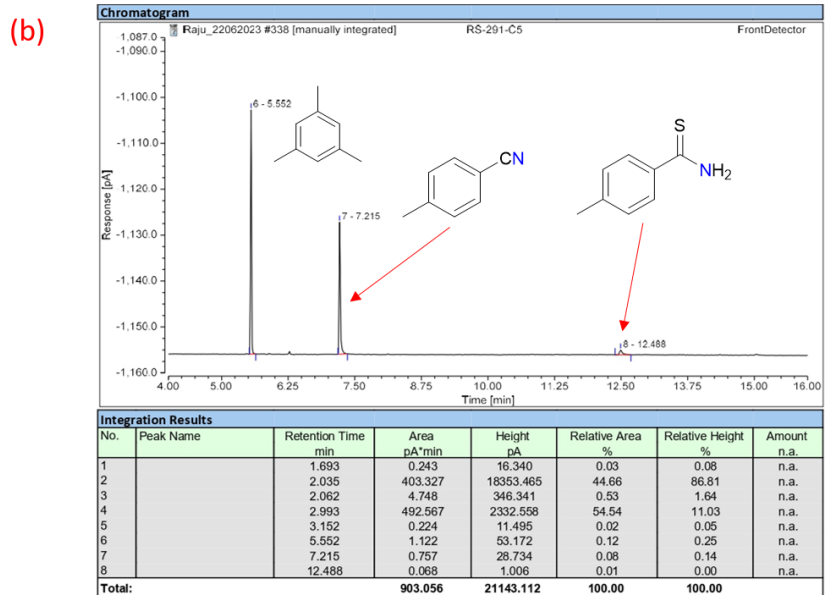 (b)
Chromatogram
Raju_22062023 #338 [manually integrated] RS-291-C5 FrontDetector
1,087.0
-1,090.0
-1,100.0
-1,110.0
-1,120.0
-1,130.0
-1,140.0
-1,150.0
-1,160.0
Response [pA]
6 - 5.552
7 - 7.215
8 - 12.488
CN
S
NH2
4.00 5.00 6.25 7.50 8.75 10.00 11.25 12.50 13.75 15.00 16.00
Time [min]
Integration Results
No. Peak Name Retention Time Area Height Relative Area Relative Height Amount
min pA*min pA % % n.a.
1 1.693 0.243 16.340 0.03 0.08 n.a.
2 2.035 403.327 18353.465 44.66 86.81 n.a.
3 2.062 4.748 346.341 0.53 1.64 n.a.
4 2.993 492.567 2332.558 54.54 11.03 n.a.
5 3.152 0.224 11.495 0.02 0.05 n.a.
6 5.552 1.122 53.172 0.12 0.25 n.a.
7 7.215 0.757 28.734 0.08 0.14 n.a.
8 12.488 0.068 1.006 0.01 0.00 n.a.
Total: 903.056 21143.112 100.00 100.00